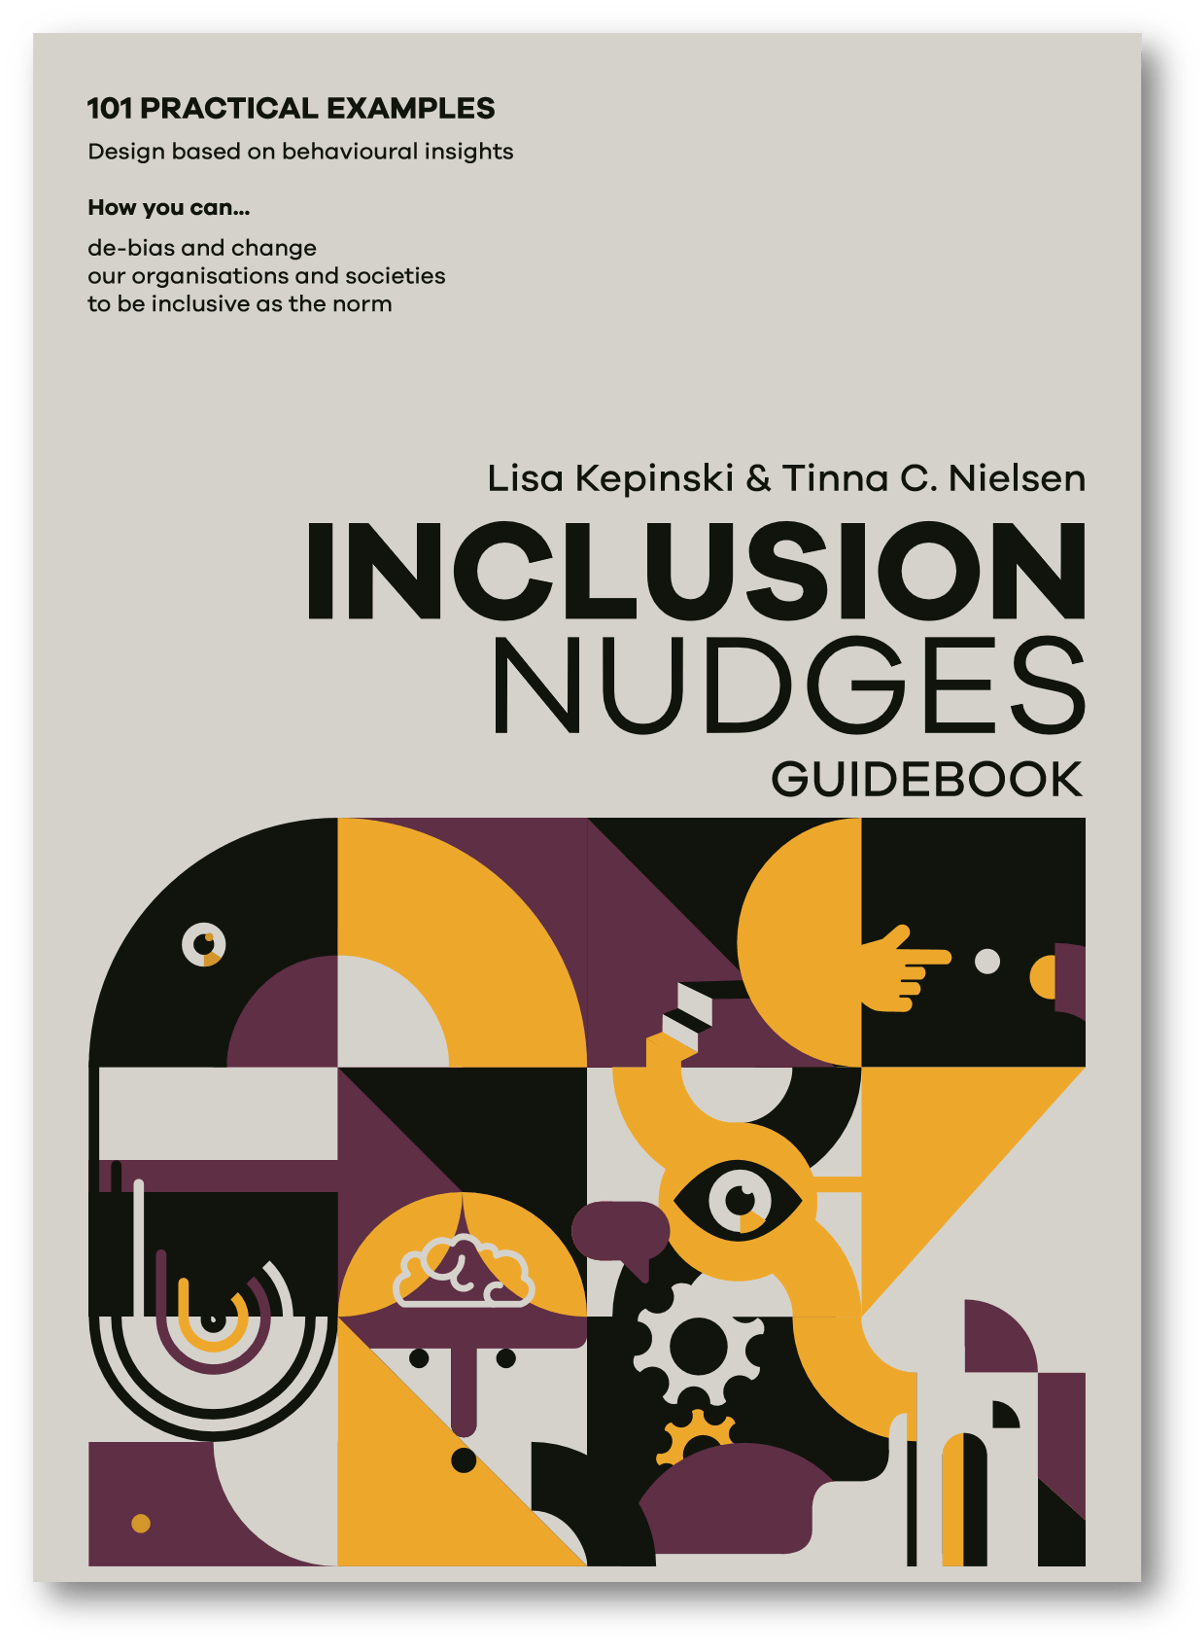 101 PRACTICAL EXAMPLES
Design based on behavioural insights
How you can...
de-bias and change
our organisations and societies
to be inclusive as the norm
Lisa Kepinski & Tinna C. Nielsen
INCLUSION
NUDGES
GUIDEBOOK